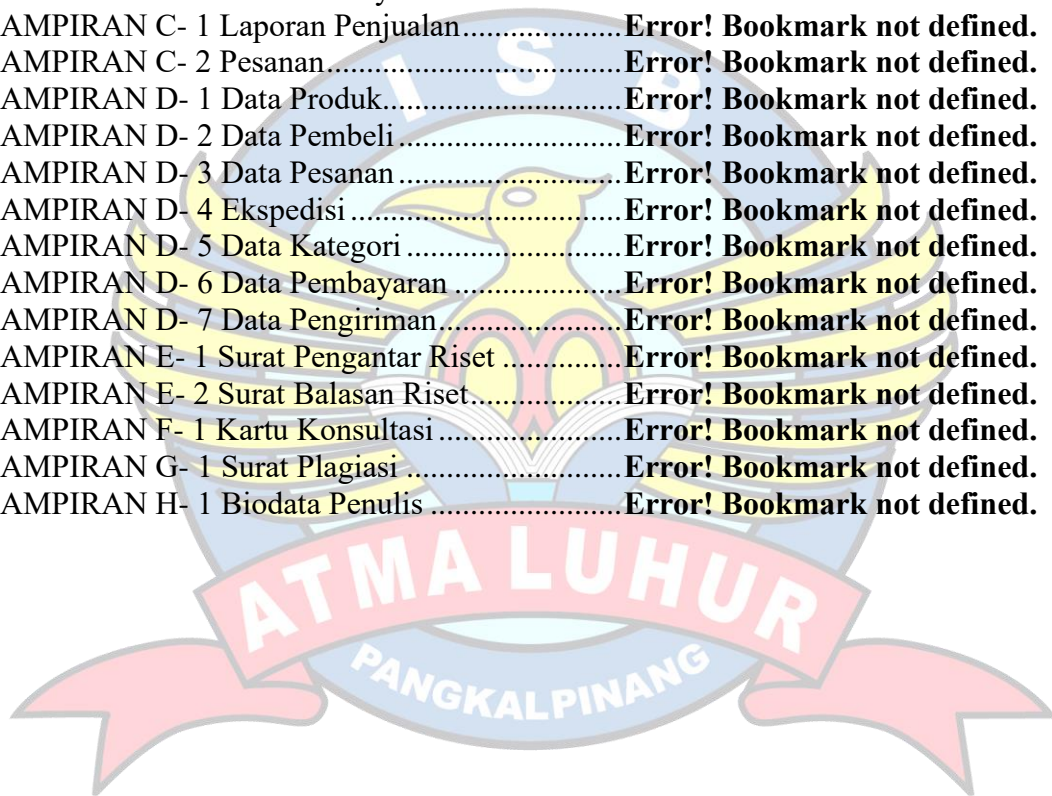 AMPIRAN C- 1 Laporan Penjualan....................Error! Bookmark not defined.
AMPIRAN C- 2 Pesanan.....................................Error! Bookmark not defined.
AMPIRAN D- 1 Data Produk..............................Error! Bookmark not defined.
AMPIRAN D- 2 Data Pembeli............................Error! Bookmark not defined.
AMPIRAN D- 3 Data Pesanan............................Error! Bookmark not defined.
AMPIRAN D- 4 Ekspedisi..................................Error! Bookmark not defined.
AMPIRAN D- 5 Data Kategori...........................Error! Bookmark not defined.
AMPIRAN D- 6 Data Pembayaran.....................Error! Bookmark not defined.
AMPIRAN D- 7 Data Pengiriman.......................Error! Bookmark not defined.
AMPIRAN E- 1 Surat Pengantar Riset...............Error! Bookmark not defined.
AMPIRAN E- 2 Surat Balasan Riset...................Error! Bookmark not defined.
AMPIRAN F- 1 Kartu Konsultasi.......................Error! Bookmark not defined.
AMPIRAN G- 1 Surat Plagiasi...........................Error! Bookmark not defined.
AMPIRAN H- 1 Biodata Penulis........................Error! Bookmark not defined.
I S B
ATMA LUHUR
PANGKALPINANG